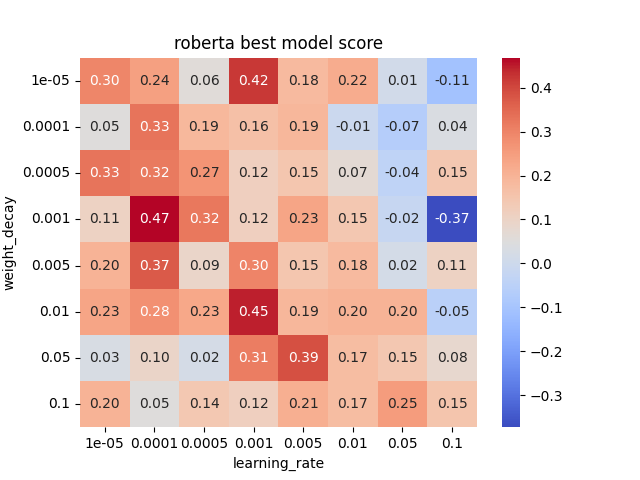 roberta best model score
1e-05 0.30 0.24 0.06 0.42 0.18 0.22 0.01 -0.11
0.0001 0.05 0.33 0.19 0.16 0.19 -0.01 -0.07 0.04
0.0005 0.33 0.32 0.27 0.12 0.15 0.07 -0.04 0.15
0.001 0.11 0.47 0.32 0.12 0.23 0.15 -0.02 -0.37
0.005 0.20 0.37 0.09 0.30 0.15 0.18 0.02 0.11
0.01 0.23 0.28 0.23 0.45 0.19 0.20 0.20 -0.05
0.05 0.03 0.10 0.02 0.31 0.39 0.17 0.15 0.08
0.1 0.20 0.05 0.14 0.12 0.21 0.17 0.25 0.15
1e-05 0.0001 0.0005 0.001 0.005 0.01 0.05 0.1
learning_rate
weight_decay
0.4
0.3
0.2
0.1
0.0
−0.1
−0.2
−0.3